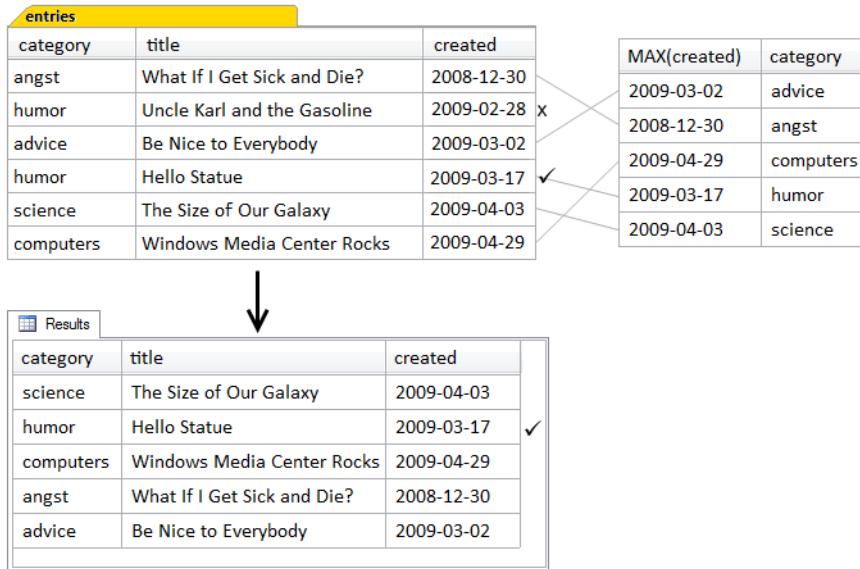 entries
category title created
angst What If I Get Sick and Die? 2008-12-30
humor Uncle Karl and the Gasoline 2009-02-28 x
advice Be Nice to Everybody 2009-03-02
humor Hello Statue 2009-03-17 ✓
science The Size of Our Galaxy 2009-04-03
computers Windows Media Center Rocks 2009-04-29
MAX(created) category
2009-03-02 advice
2008-12-30 angst
2009-04-29 computers
2009-03-17 humor
2009-04-03 science
Results
category title created
science The Size of Our Galaxy 2009-04-03
humor Hello Statue 2009-03-17 ✓
computers Windows Media Center Rocks 2009-04-29
angst What If I Get Sick and Die? 2008-12-30
advice Be Nice to Everybody 2009-03-02